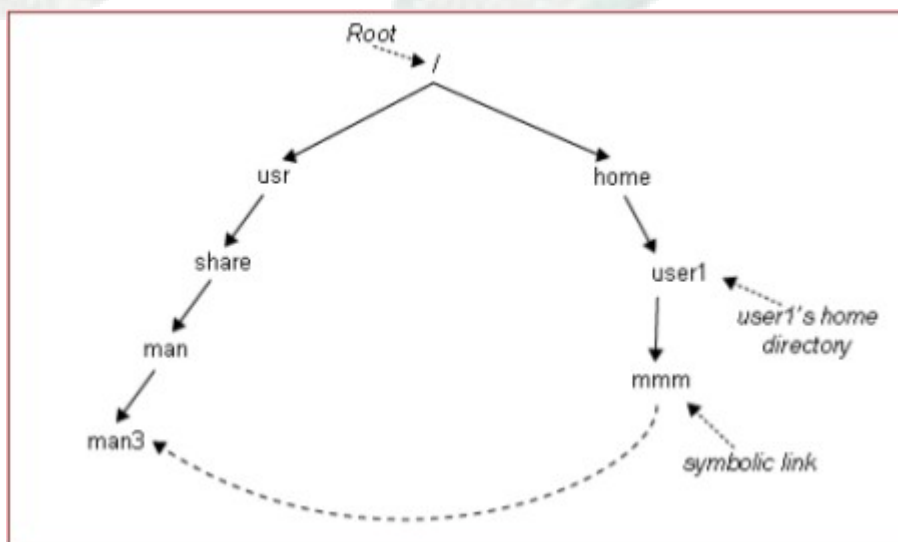 Root
/
usr
home
share
user1
user1's home
directory
man
mmm
man3
symbolic link